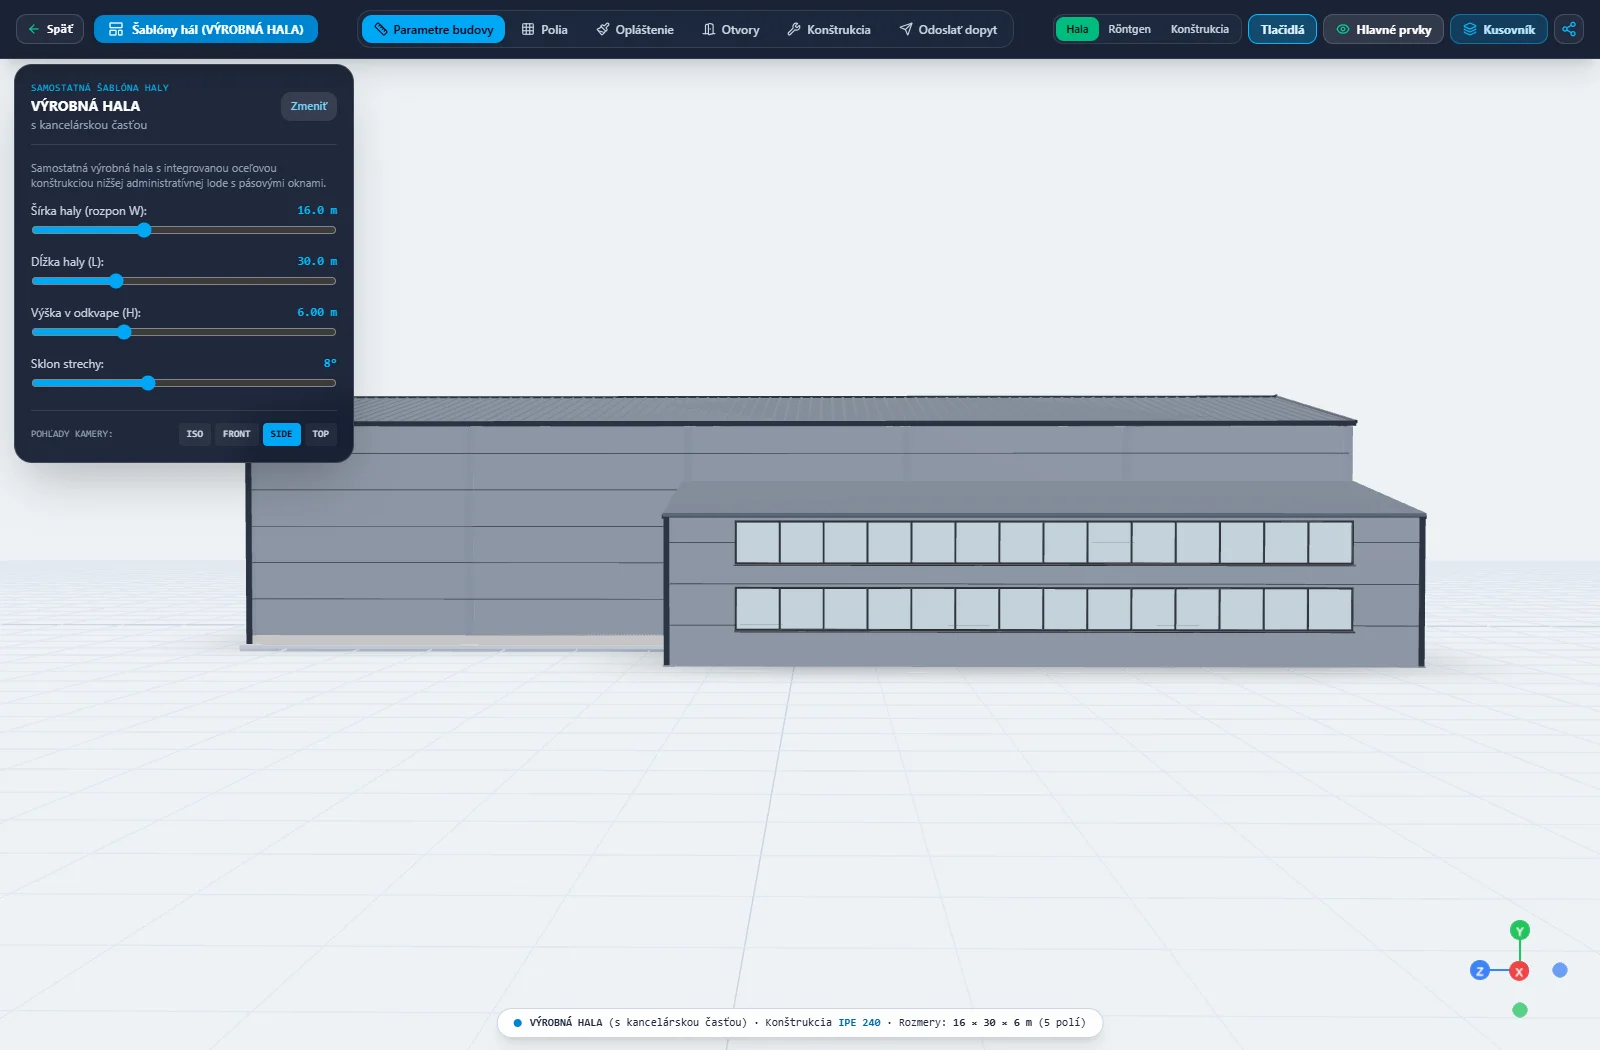 Späť
Šablóny hál (VÝROBNÁ HALA)
Parametre budovy
Polia
Opláštenie
Otvory
Konštrukcia
Odoslať dopyt
Hala
Röntgen
Konštrukcia
Tlačidlá
Hlavné prvky
Kusovník
SAMOSTATNÁ ŠABLÓNA HALY
VÝROBNÁ HALA
s kancelárskou časťou
Zmeniť
Samostatná výrobná hala s integrovanou oceľovou
konštrukciou nižšej administratívnej lode s pásovými oknami.
Šírka haly (rozpon W): 16.0 m
Dĺžka haly (L): 30.0 m
Výška v odkvape (H): 6.00 m
Sklon strechy: 8°
POHĽADY KAMERY: ISO FRONT SIDE TOP
Y
Z X
VÝROBNÁ HALA (s kancelárskou časťou) · Konštrukcia IPE 240 · Rozmery: 16 × 30 × 6 m (5 polí)